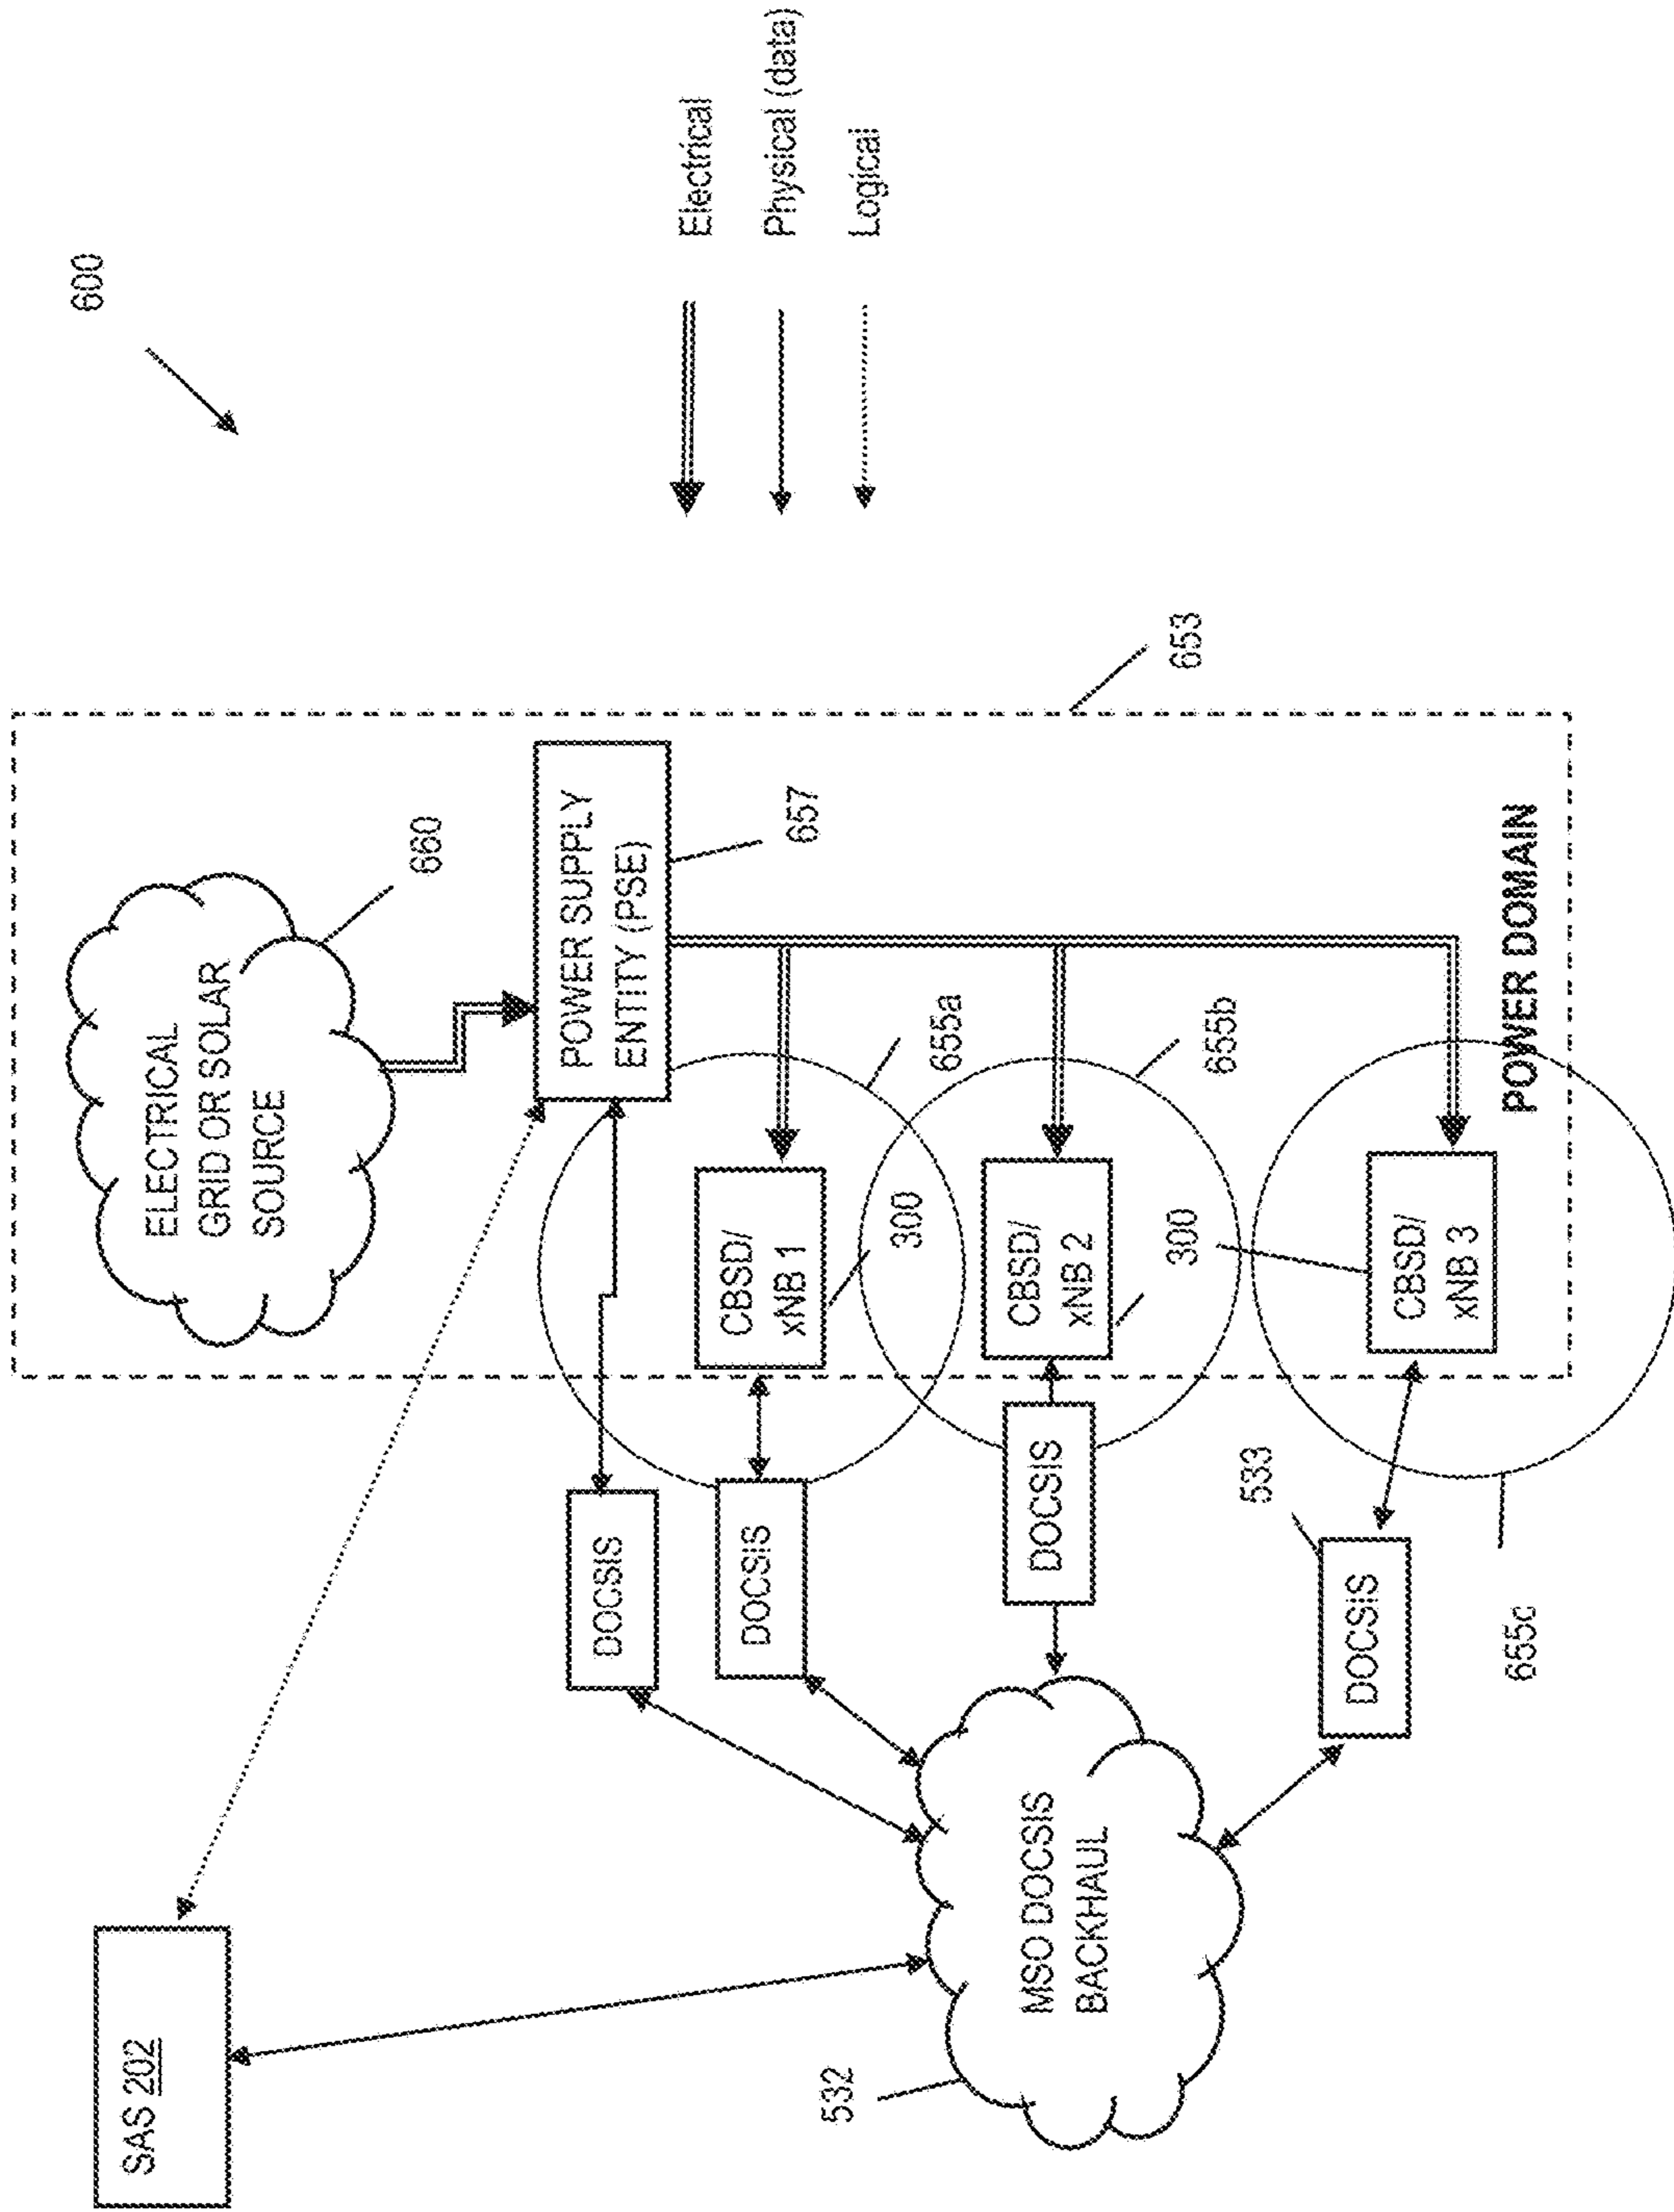 600
SAS 202
ELECTRICAL
GRID OR SOLAR
SOURCE
660
POWER SUPPLY
ENTITY (PSE)
657
DOCSIS
Electrical
Physical (data)
Logical
DOCSIS
CBSD/
xNB 1
300
655a
532
MSO DOCSIS
BACKHAUL
DOCSIS
CBSD/
xNB 2
300
655b
653
533
DOCSIS
CBSD/
xNB 3
655c
POWER DOMAIN